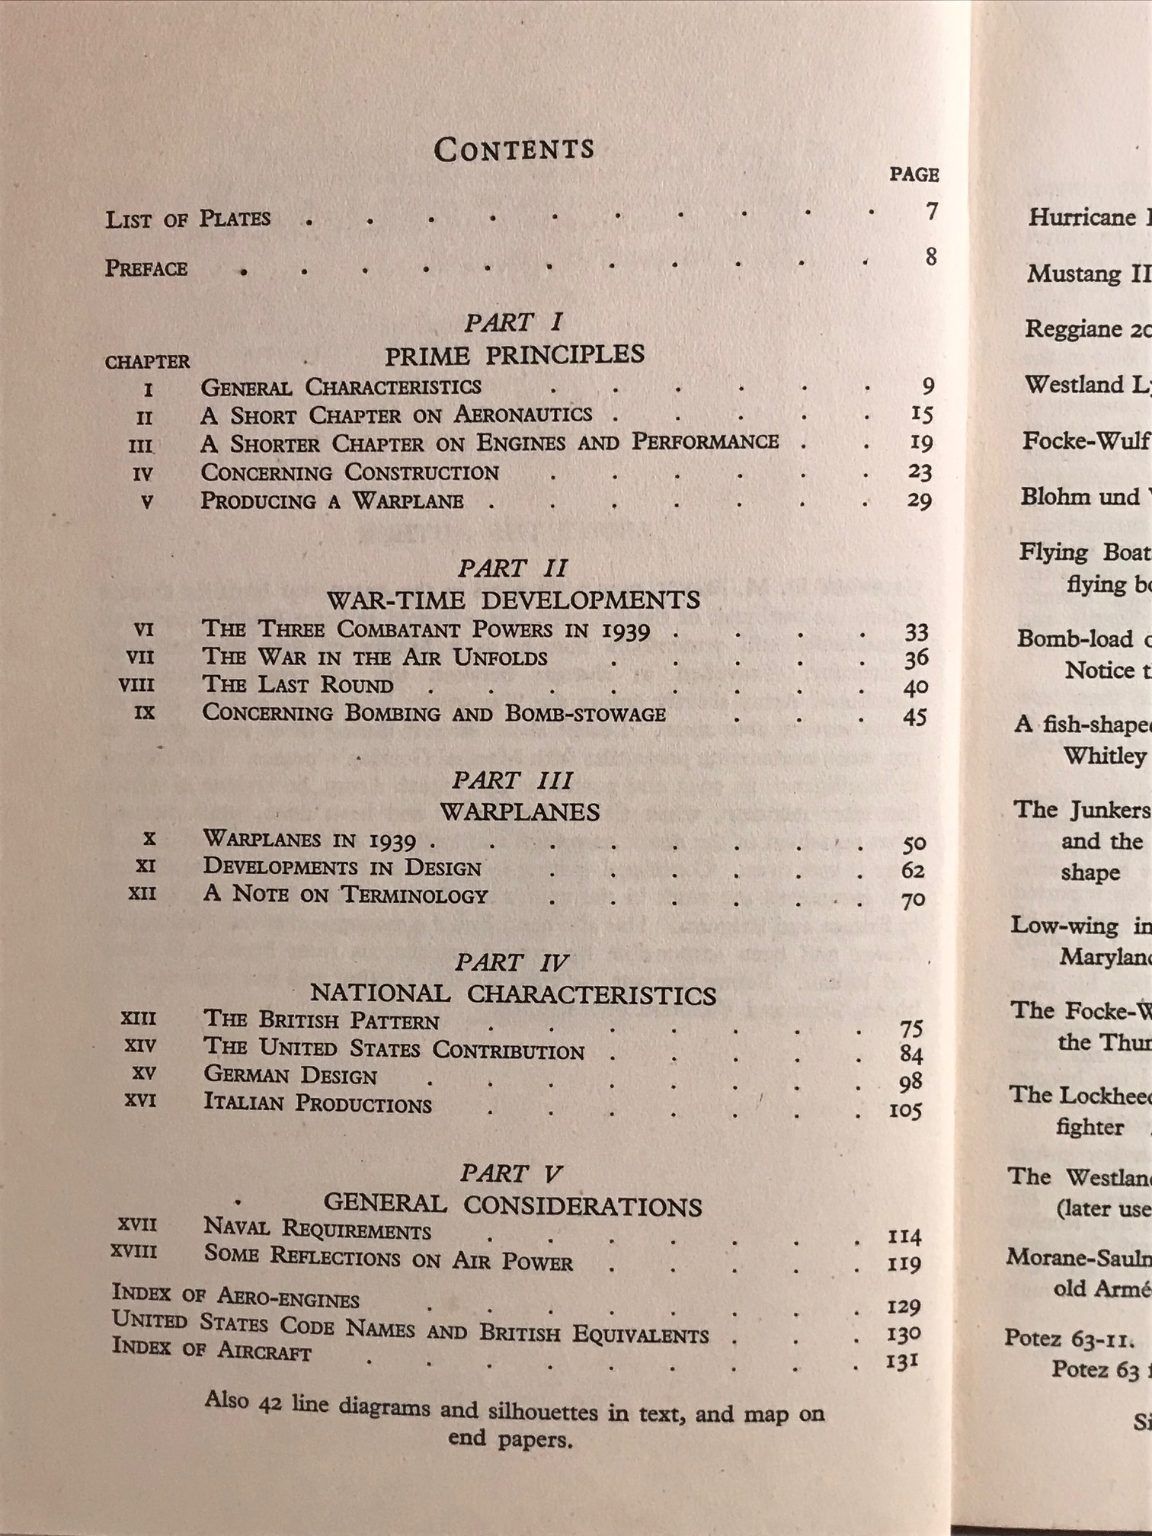 CONTENTS
PAGE
LIST OF PLATES . . . . . . . . . . 7
PREFACE . . . . . . . . . . . 8
PART I
CHAPTER PRIME PRINCIPLES
I GENERAL CHARACTERISTICS . . . . . . 9
II A SHORT CHAPTER ON AERONAUTICS . . . . . 15
III A SHORTER CHAPTER ON ENGINES AND PERFORMANCE . . 19
IV CONCERNING CONSTRUCTION . . . . . . 23
V PRODUCING A WARPLANE . . . . . . . 29
PART II
WAR-TIME DEVELOPMENTS
VI THE THREE COMBATANT POWERS IN 1939 . . . . 33
VII THE WAR IN THE AIR UNFOLDS . . . . . 36
VIII THE LAST ROUND . . . . . . . . 40
IX CONCERNING BOMBING AND BOMB-STOWAGE . . . 45
PART III
WARPLANES
X WARPLANES IN 1939 . . . . . . . . 50
XI DEVELOPMENTS IN DESIGN . . . . . . 62
XII A NOTE ON TERMINOLOGY . . . . . . 70
PART IV
NATIONAL CHARACTERISTICS
XIII THE BRITISH PATTERN . . . . . . . 75
XIV THE UNITED STATES CONTRIBUTION . . . . . 84
XV GERMAN DESIGN . . . . . . . . 98
XVI ITALIAN PRODUCTIONS . . . . . . . 105
PART V
GENERAL CONSIDERATIONS
XVII NAVAL REQUIREMENTS . . . . . . . 114
XVIII SOME REFLECTIONS ON AIR POWER . . . . . 119
INDEX OF AERO-ENGINES . . . . . . . . 129
UNITED STATES CODE NAMES AND BRITISH EQUIVALENTS . . . 130
INDEX OF AIRCRAFT . . . . . . . . . 131
Also 42 line diagrams and silhouettes in text, and map on
end papers.
Hurricane
Mustang II
Reggiane
Westland
Focke-Wulf
Blohm und
Flying Boat
flying
Bomb-load
Notice
A fish-shaped
Whitley
The Junkers
and the
shape
Low-wing
Maryland
The
the
The Lockheed
fighter
The Westland
(later
old
Potez 63-11.
Potez 63